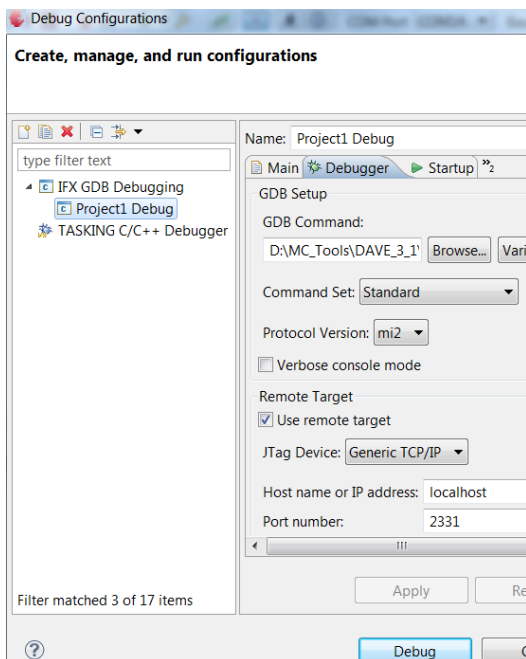 Debug Configurations
Create, manage, and run configurations
type filter text
IFX GDB Debugging
Project1 Debug
TASKING C/C++ Debugger
Filter matched 3 of 17 items
Name: Project1 Debug
Main Debugger Startup »2
GDB Setup
GDB Command:
D:\MC_Tools\DAVE_3_1\ Browse... Vari
Command Set: Standard
Protocol Version: mi2
Verbose console mode
Remote Target
Use remote target
JTag Device: Generic TCP/IP
Host name or IP address: localhost
Port number: 2331
Apply Re
? Debug C